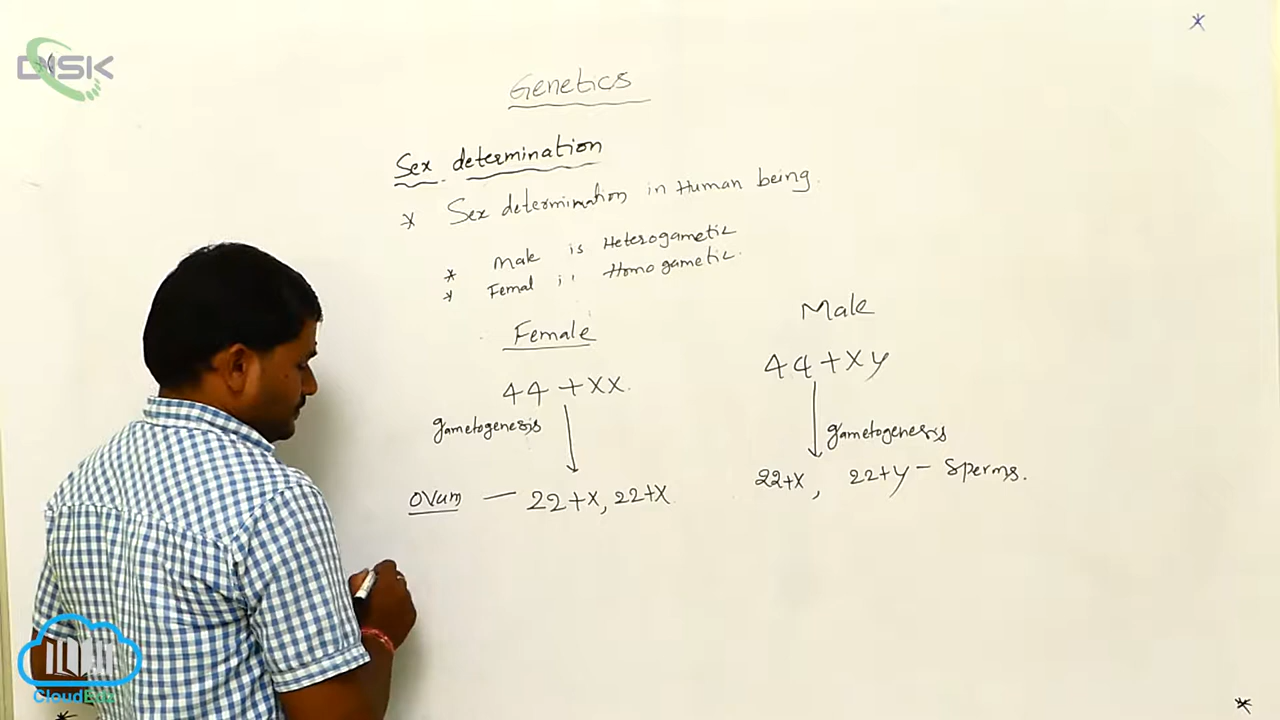 DISK
Genetics
Sex determination
* Sex determination in Human being.
* Male is Heterogametic
* Femal is Homogametic.
Female
Male
44+XX.
44+XY
gametogenesis
gametogenesis
Ovum — 22+X, 22+X
22+X, 22+Y – Sperms.
CloudEdz